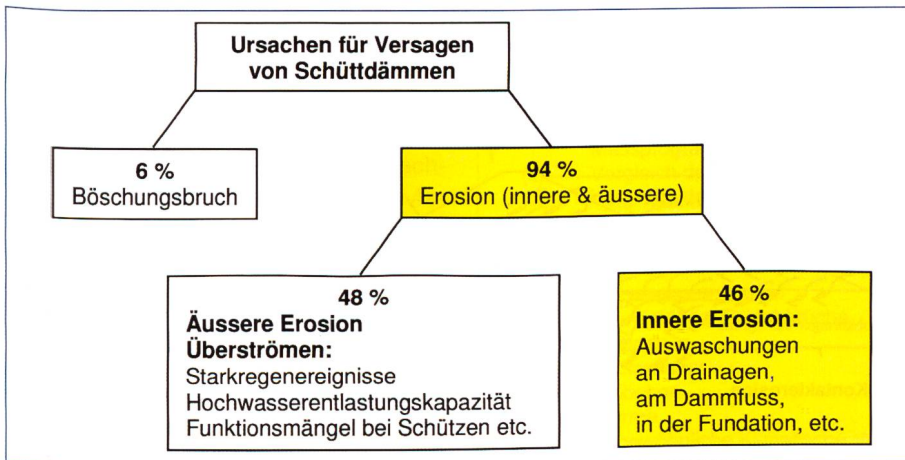 Ursachen für Versagen
von Schüttdämmen
6 %
Böschungsbruch
94 %
Erosion (innere & äussere)
48 %
Äussere Erosion
Überströmen:
Starkregenereignisse
Hochwasserentlastungskapazität
Funktionsmängel bei Schützen etc.
46 %
Innere Erosion:
Auswaschungen
an Drainagen,
am Dammfuss,
in der Fundation, etc.